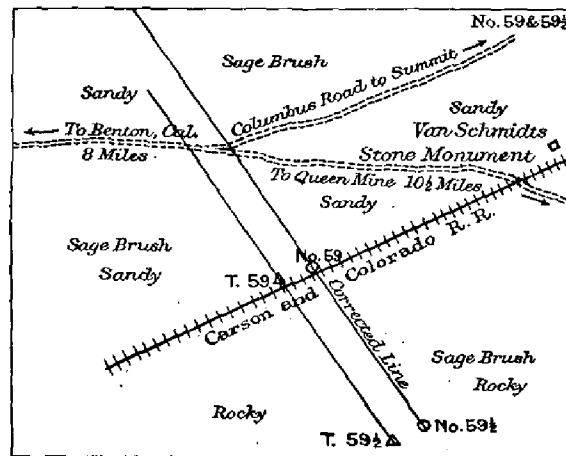 No. 59 & 59½
Sage Brush
Columbus Road to Summit
Sandy
Sandy
To Benton, Cal.
8 Miles
Van Schmidts
Stone Monument
To Queen Mine 10½ Miles
Sandy
Sage Brush
Sandy
No. 59
T. 59
Carson and Colorado R. R.
Corrected Line
Sage Brush
Rocky
Rocky
No. 59½
T. 59½